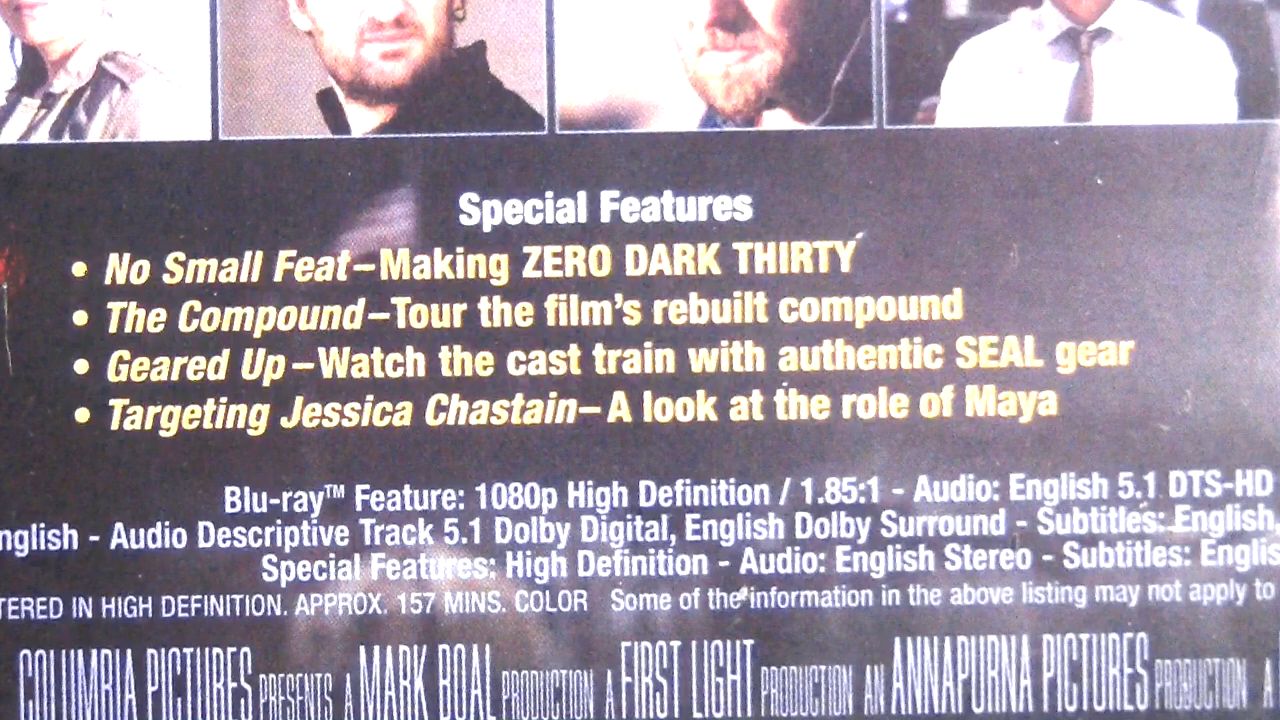 Special Features
• No Small Feat–Making ZERO DARK THIRTY
• The Compound–Tour the film's rebuilt compound
• Geared Up–Watch the cast train with authentic SEAL gear
• Targeting Jessica Chastain–A look at the role of Maya
Blu-ray™ Feature: 1080p High Definition / 1.85:1 - Audio: English 5.1 DTS-HD
nglish - Audio Descriptive Track 5.1 Dolby Digital, English Dolby Surround - Subtitles: English
Special Features: High Definition - Audio: English Stereo - Subtitles: Englis
TERED IN HIGH DEFINITION. APPROX. 157 MINS. COLOR Some of the information in the above listing may not apply to
COLUMBIA PICTURES PRESENTS A MARK BOAL PRODUCTION A FIRST LIGHT PRODUCTION AN ANNAPURNA PICTURES PRODUCTION A